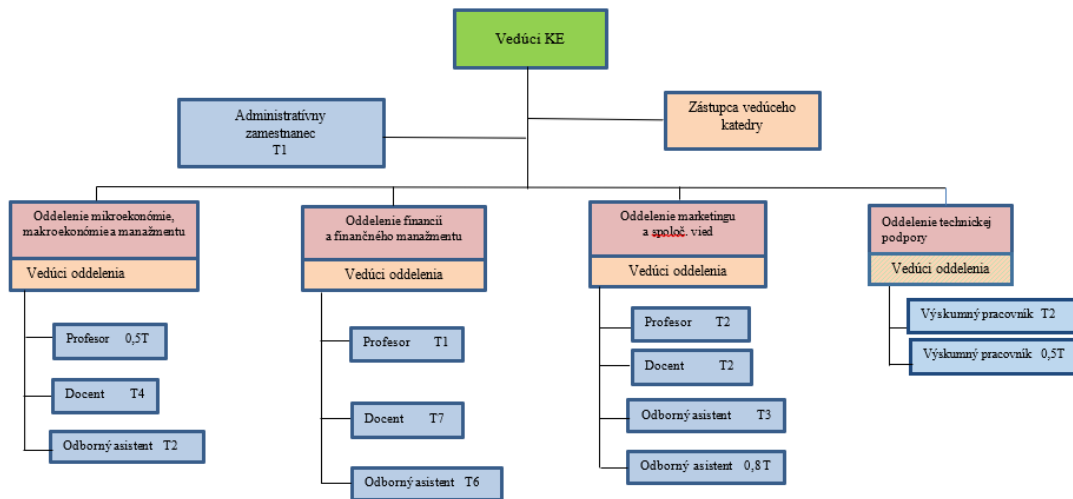 Vedúci KE
Administratívny
zamestnanec
T1
Zástupca vedúceho
katedry
Oddelenie mikroekonómie,
makroekonómie a manažmentu
Vedúci oddelenia
Profesor 0,5T
Docent T4
Odborný asistent T2
Oddelenie financií
a finančného manažmentu
Vedúci oddelenia
Profesor T1
Docent T7
Odborný asistent T6
Oddelenie marketingu
a spoloč. vied
Vedúci oddelenia
Profesor T2
Docent T2
Odborný asistent T3
Odborný asistent 0,8T
Oddelenie technickej
podpory
Vedúci oddelenia
Výskumný pracovník T2
Výskumný pracovník 0,5T